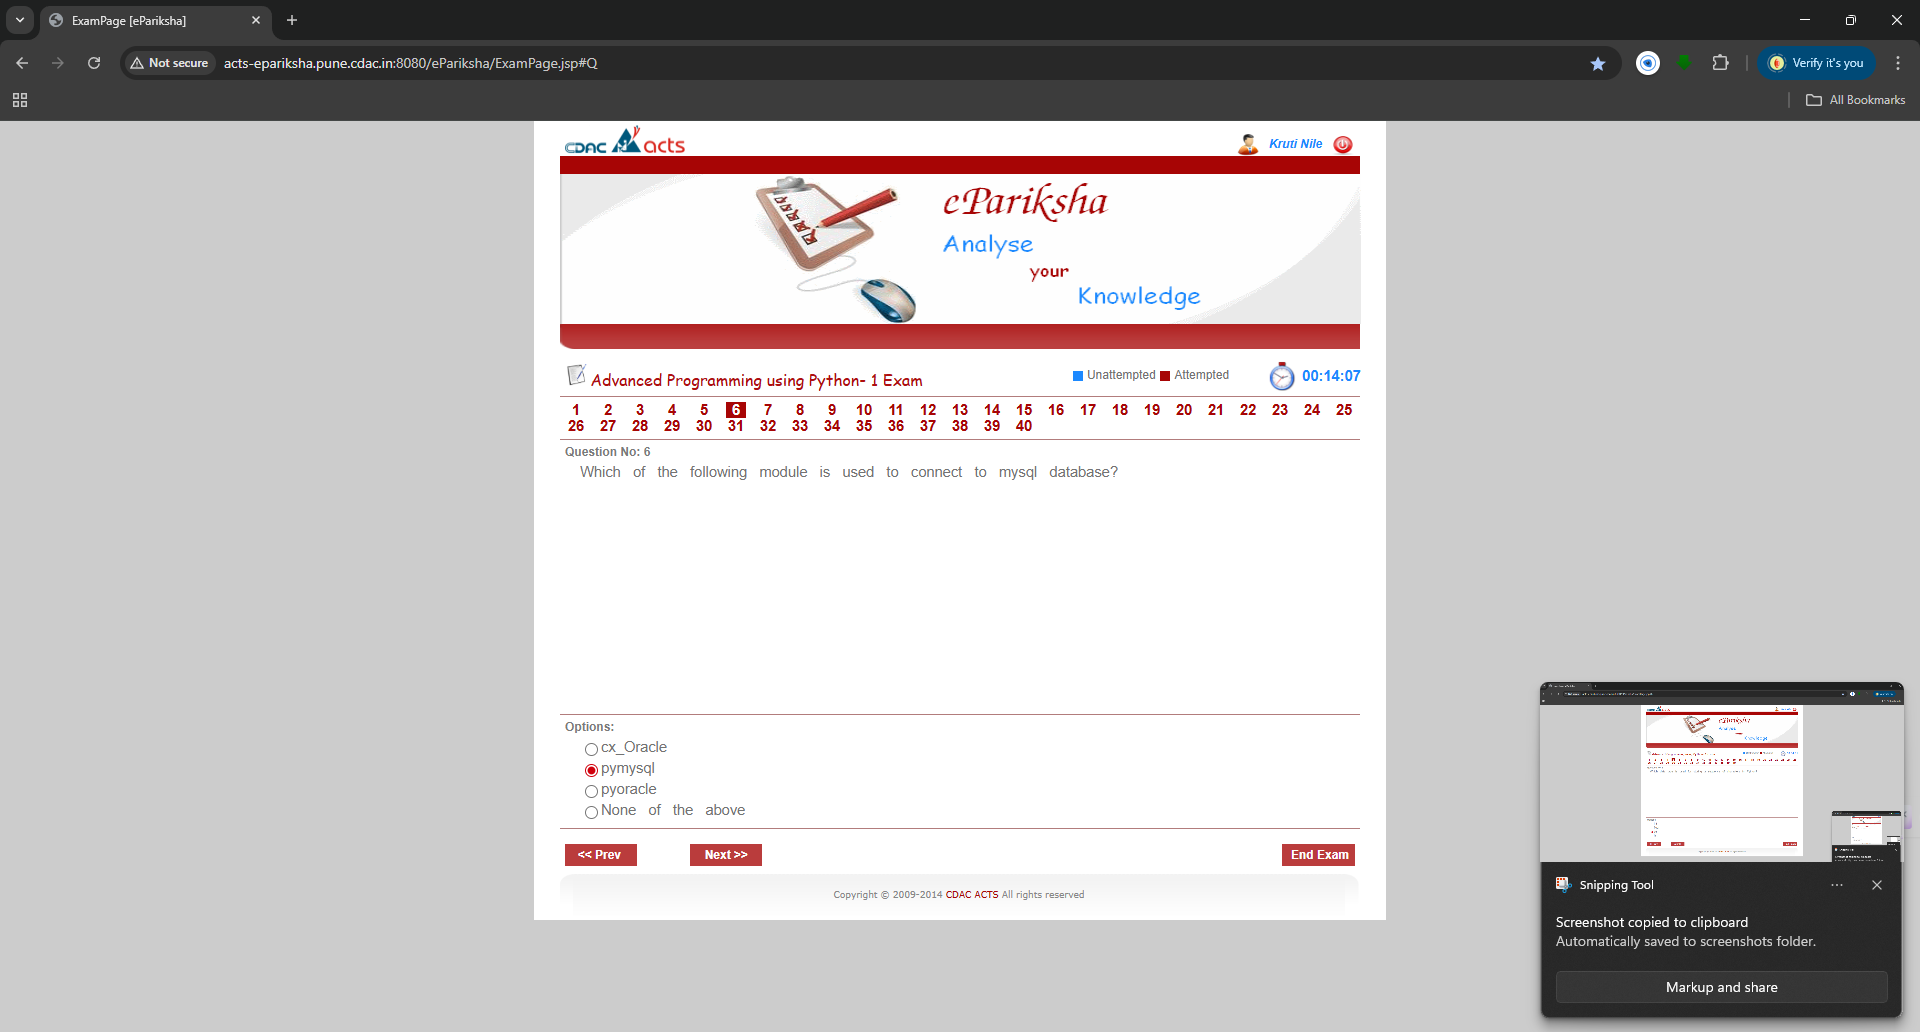 ExamPage [ePariksha]
Not secure
acts-epariksha.pune.cdac.in:8080/ePariksha/ExamPage.jsp#Q
Verify it's you
All Bookmarks
CDAC acts
Kruti Nile
ePariksha
Analyse
your
Knowledge
Advanced Programming using Python- 1 Exam
Unattempted Attempted
00:14:07
1 2 3 4 5 6 7 8 9 10 11 12 13 14 15 16 17 18 19 20 21 22 23 24 25
26 27 28 29 30 31 32 33 34 35 36 37 38 39 40
Question No: 6
Which of the following module is used to connect to mysql database?
Options:
cx_Oracle
pymysql
pyoracle
None of the above
<< Prev Next >> End Exam
Copyright © 2009-2014 CDAC ACTS All rights reserved
Snipping Tool
Screenshot copied to clipboard
Automatically saved to screenshots folder.
Markup and share